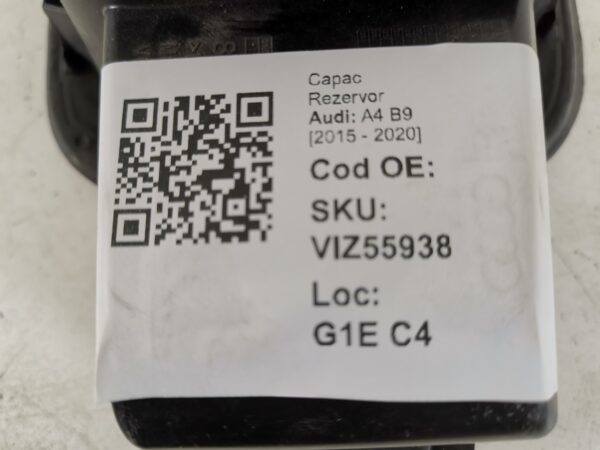 Capac
Rezervor
Audi: A4 B9
[2015 - 2020]
Cod OE:
SKU:
VIZ55938
Loc:
G1E C4